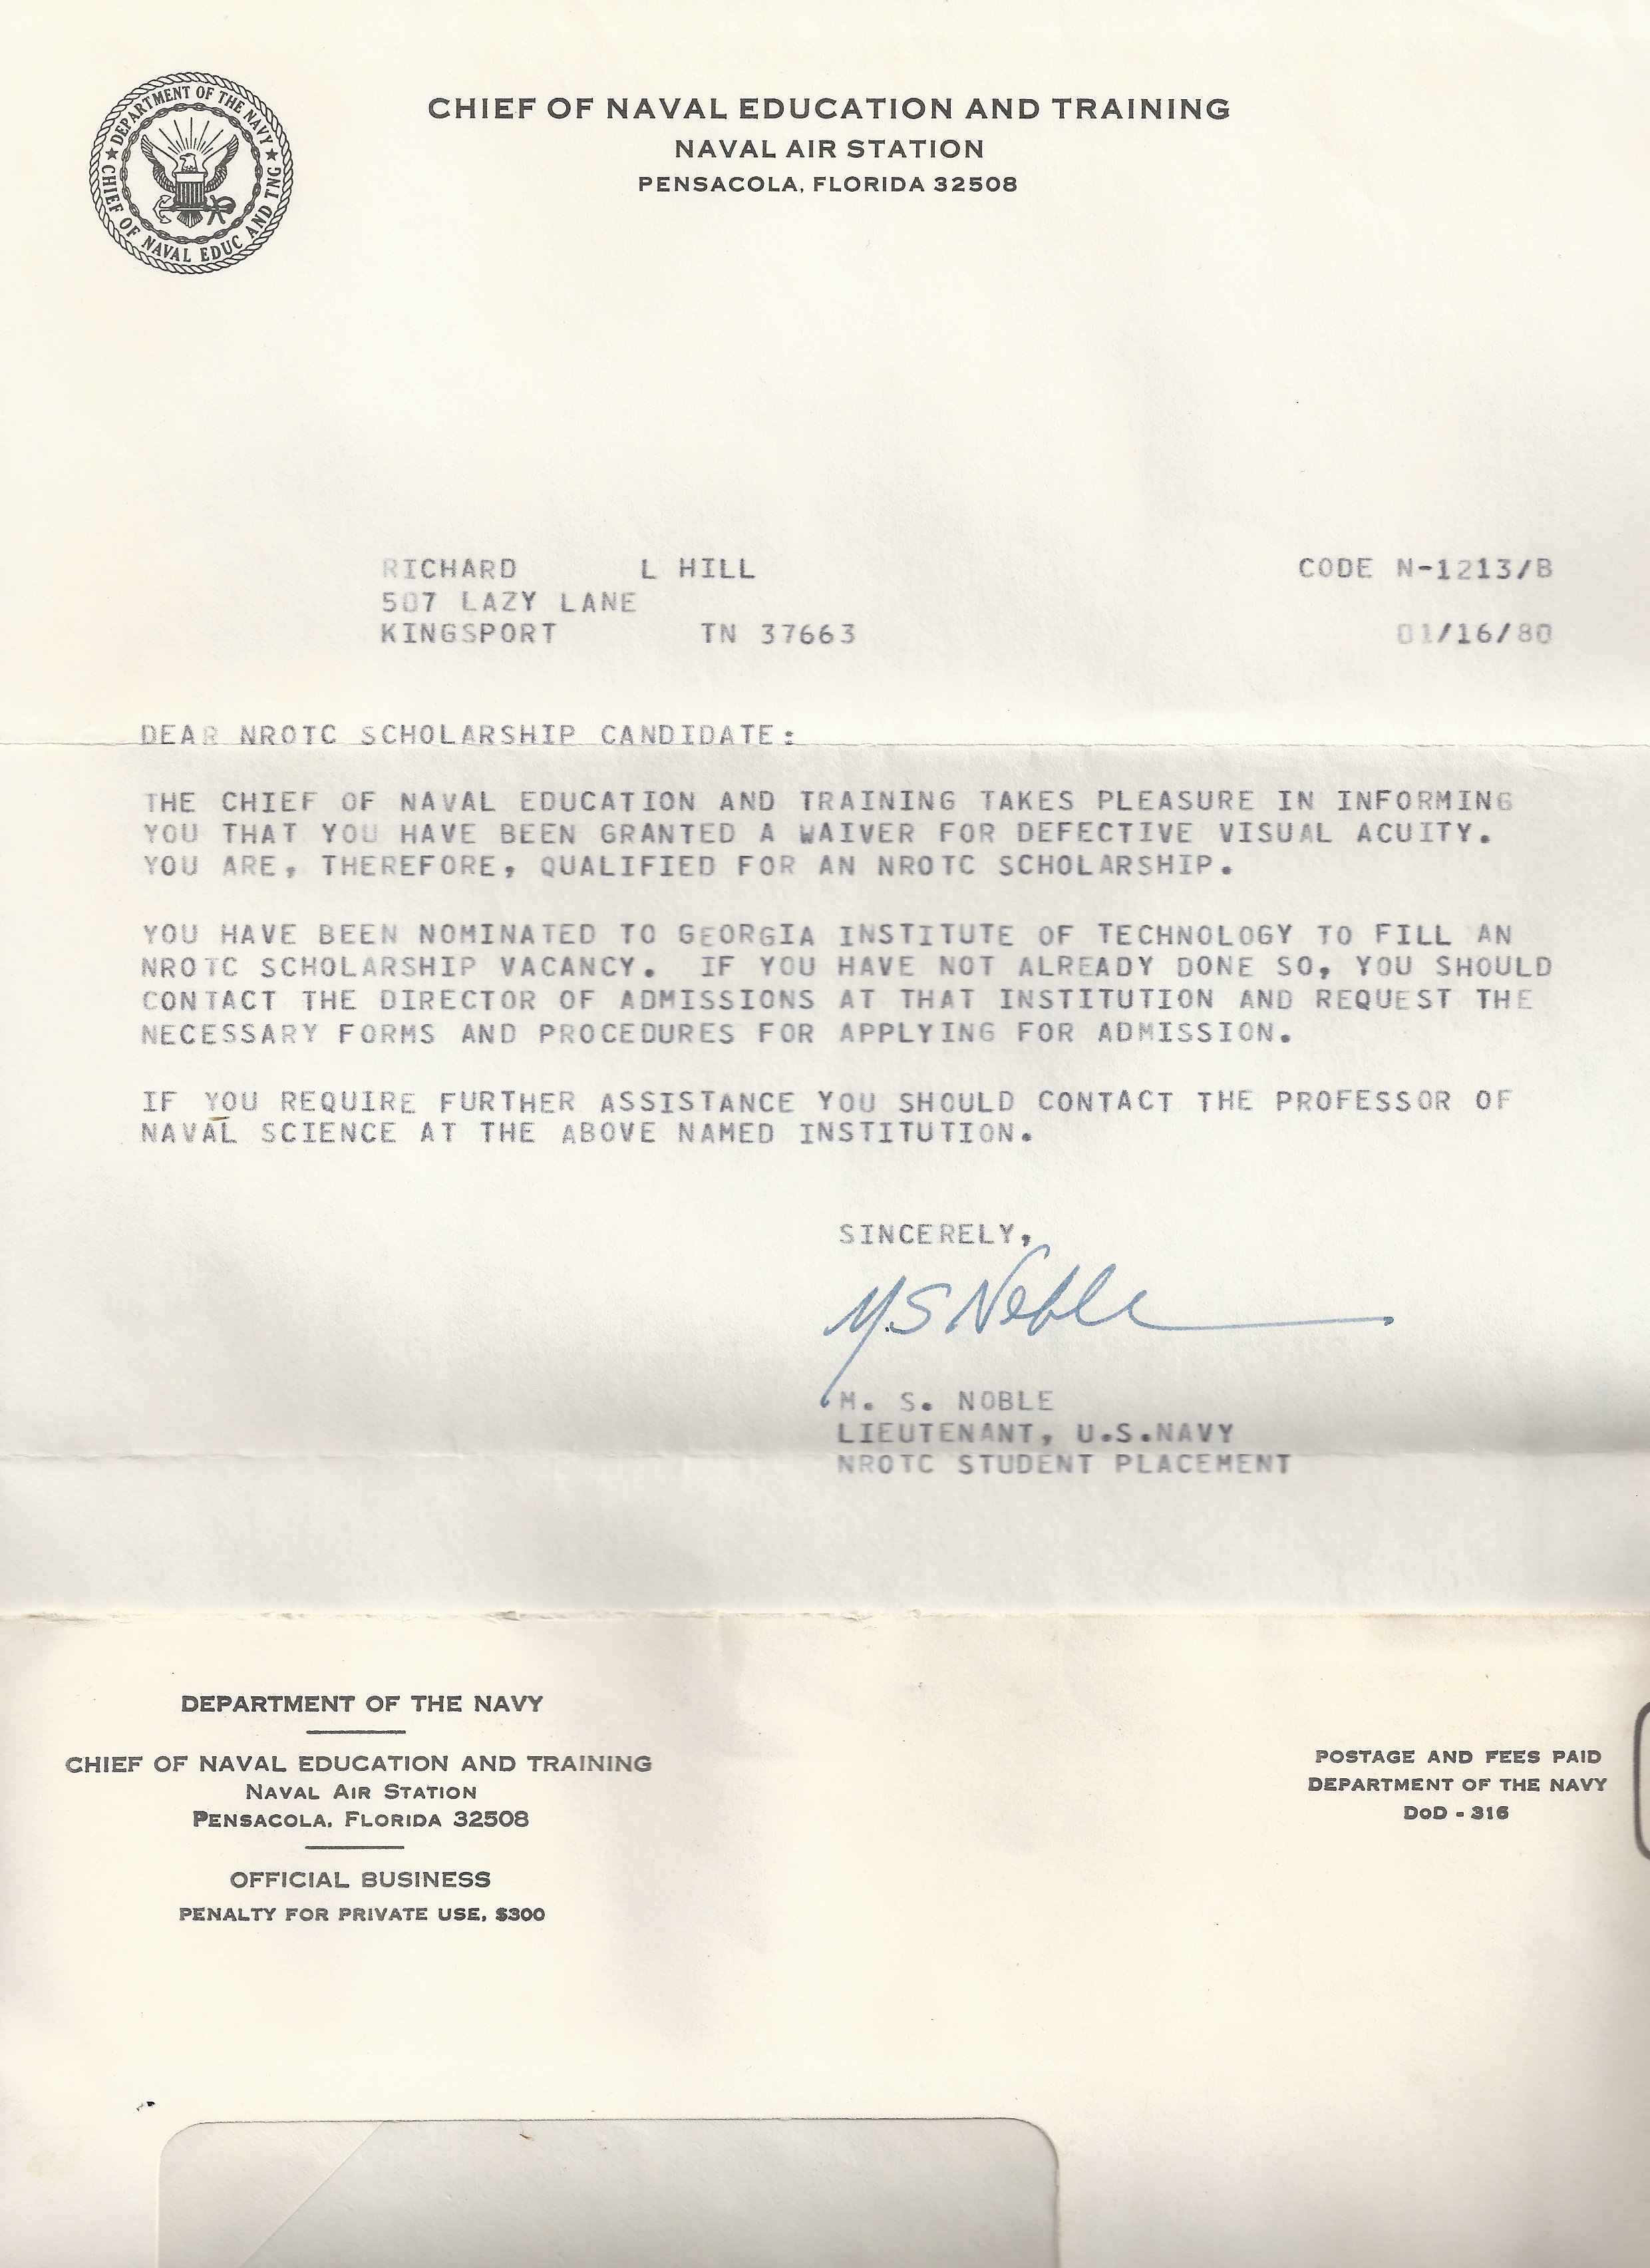 DEPARTMENT OF THE NAVY
CHIEF OF NAVAL EDUC AND TNG
CHIEF OF NAVAL EDUCATION AND TRAINING
NAVAL AIR STATION
PENSACOLA, FLORIDA 32508
RICHARD L HILL CODE N-1213/B
507 LAZY LANE
KINGSPORT TN 37663 01/16/80
DEAR NROTC SCHOLARSHIP CANDIDATE:
THE CHIEF OF NAVAL EDUCATION AND TRAINING TAKES PLEASURE IN INFORMING
YOU THAT YOU HAVE BEEN GRANTED A WAIVER FOR DEFECTIVE VISUAL ACUITY.
YOU ARE, THEREFORE, QUALIFIED FOR AN NROTC SCHOLARSHIP.
YOU HAVE BEEN NOMINATED TO GEORGIA INSTITUTE OF TECHNOLOGY TO FILL AN
NROTC SCHOLARSHIP VACANCY. IF YOU HAVE NOT ALREADY DONE SO, YOU SHOULD
CONTACT THE DIRECTOR OF ADMISSIONS AT THAT INSTITUTION AND REQUEST THE
NECESSARY FORMS AND PROCEDURES FOR APPLYING FOR ADMISSION.
IF YOU REQUIRE FURTHER ASSISTANCE YOU SHOULD CONTACT THE PROFESSOR OF
NAVAL SCIENCE AT THE ABOVE NAMED INSTITUTION.
SINCERELY,
M.S Noble
M. S. NOBLE
LIEUTENANT, U.S.NAVY
NROTC STUDENT PLACEMENT
DEPARTMENT OF THE NAVY
CHIEF OF NAVAL EDUCATION AND TRAINING
NAVAL AIR STATION
PENSACOLA, FLORIDA 32508
OFFICIAL BUSINESS
PENALTY FOR PRIVATE USE, $300
POSTAGE AND FEES PAID
DEPARTMENT OF THE NAVY
DoD - 316